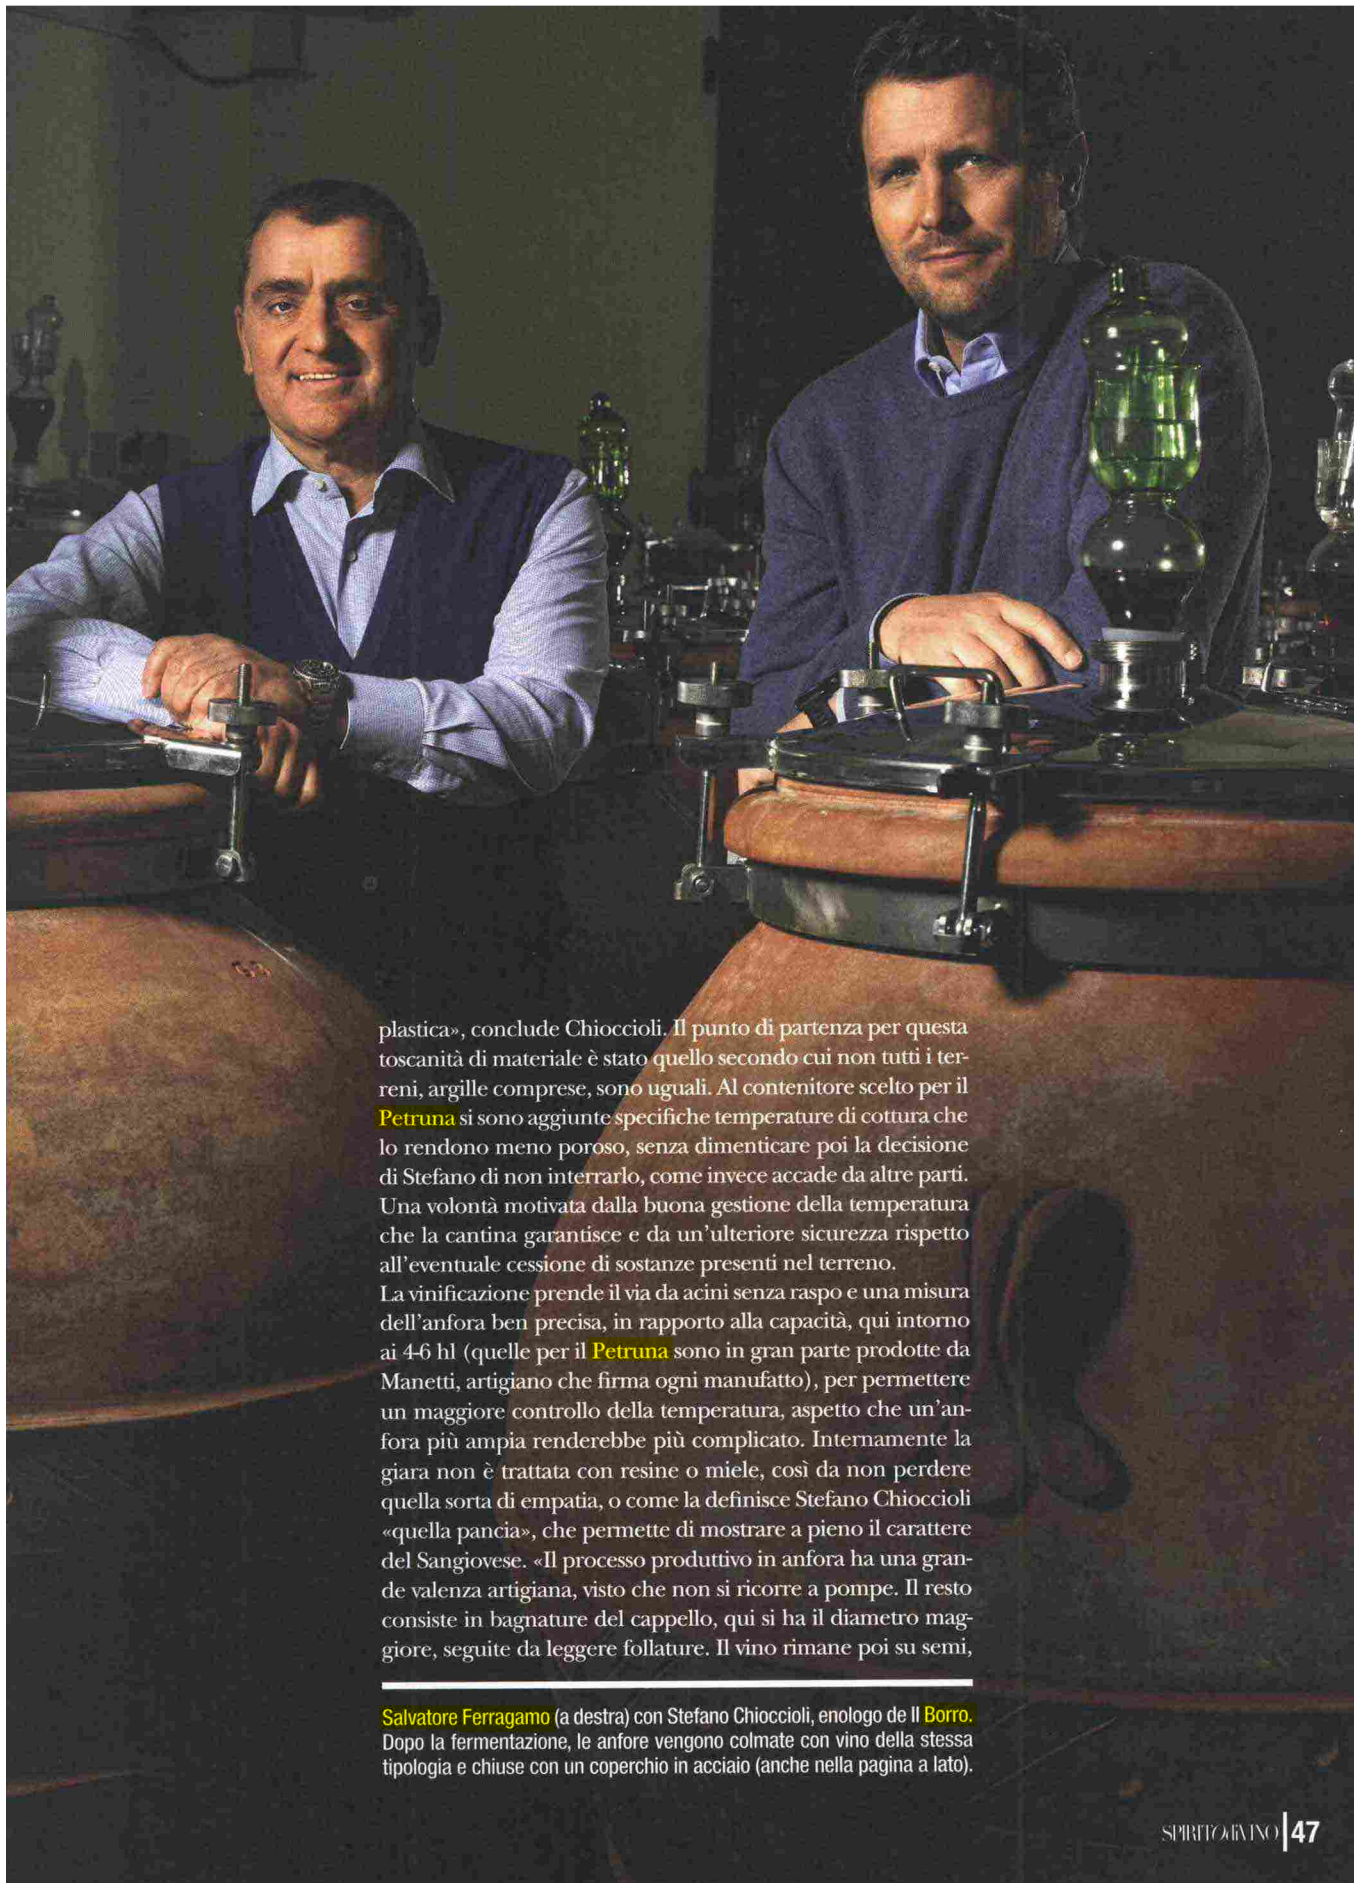 plastica», conclude Chioccioli. Il punto di partenza per questa
toscanità di materiale è stato quello secondo cui non tutti i ter-
reni, argille comprese, sono uguali. Al contenitore scelto per il
Petruna si sono aggiunte specifiche temperature di cottura che
lo rendono meno poroso, senza dimenticare poi la decisione
di Stefano di non interrarlo, come invece accade da altre parti.
Una volontà motivata dalla buona gestione della temperatura
che la cantina garantisce e da un'ulteriore sicurezza rispetto
all'eventuale cessione di sostanze presenti nel terreno.
La vinificazione prende il via da acini senza raspo e una misura
dell'anfora ben precisa, in rapporto alla capacità, qui intorno
ai 4-6 hl (quelle per il Petruna sono in gran parte prodotte da
Manetti, artigiano che firma ogni manufatto), per permettere
un maggiore controllo della temperatura, aspetto che un'an-
fora più ampia renderebbe più complicato. Internamente la
giara non è trattata con resine o miele, così da non perdere
quella sorta di empatia, o come la definisce Stefano Chioccioli
«quella pancia», che permette di mostrare a pieno il carattere
del Sangiovese. «Il processo produttivo in anfora ha una gran-
de valenza artigiana, visto che non si ricorre a pompe. Il resto
consiste in bagnature del cappello, qui si ha il diametro mag-
giore, seguite da leggere follature. Il vino rimane poi su semi,
Salvatore Ferragamo (a destra) con Stefano Chioccioli, enologo de Il Borro.
Dopo la fermentazione, le anfore vengono colmate con vino della stessa
tipologia e chiuse con un coperchio in acciaio (anche nella pagina a lato).
SPIRITOdiVINO 47